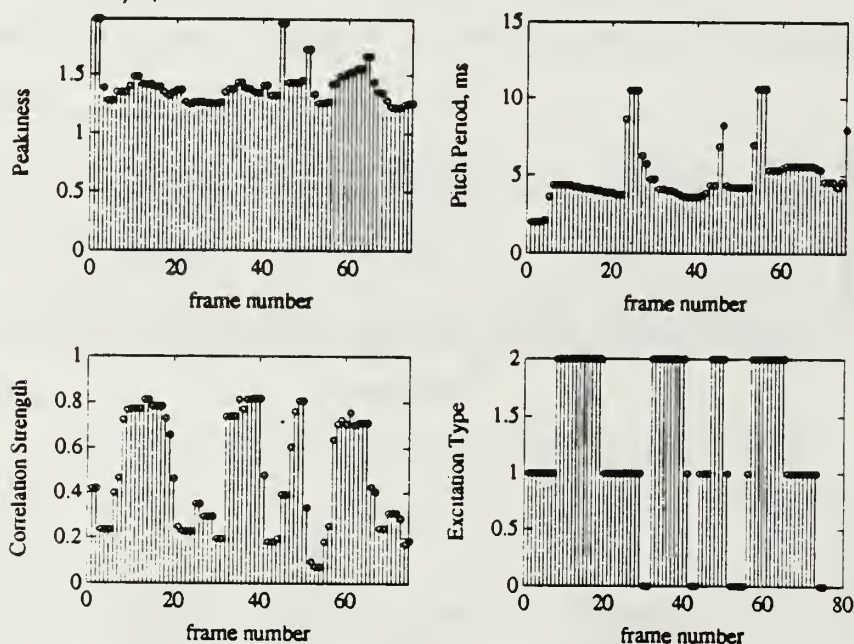 1.5
1
0.5
0
Peakiness
0 20 40 60
frame number
15
10
5
0
Pitch Period, ms
0 20 40 60
frame number
1
0.8
0.6
0.4
0.2
0
Correlation Strength
0 20 40 60
frame number
2
1.5
1
0.5
0
Excitation Type
0 20 40 60 80
frame number